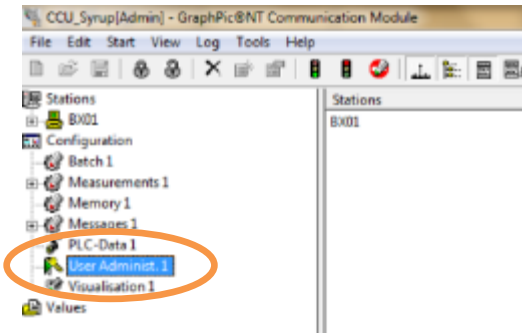 CCU_Syrup[Admin] - GraphPic®NT Communication Module
File Edit Start View Log Tools Help
Stations
BX01
Configuration
Batch 1
Measurements 1
Memory 1
Messages 1
PLC-Data 1
User Administ. 1
Visualisation 1
Values
Stations
BX01